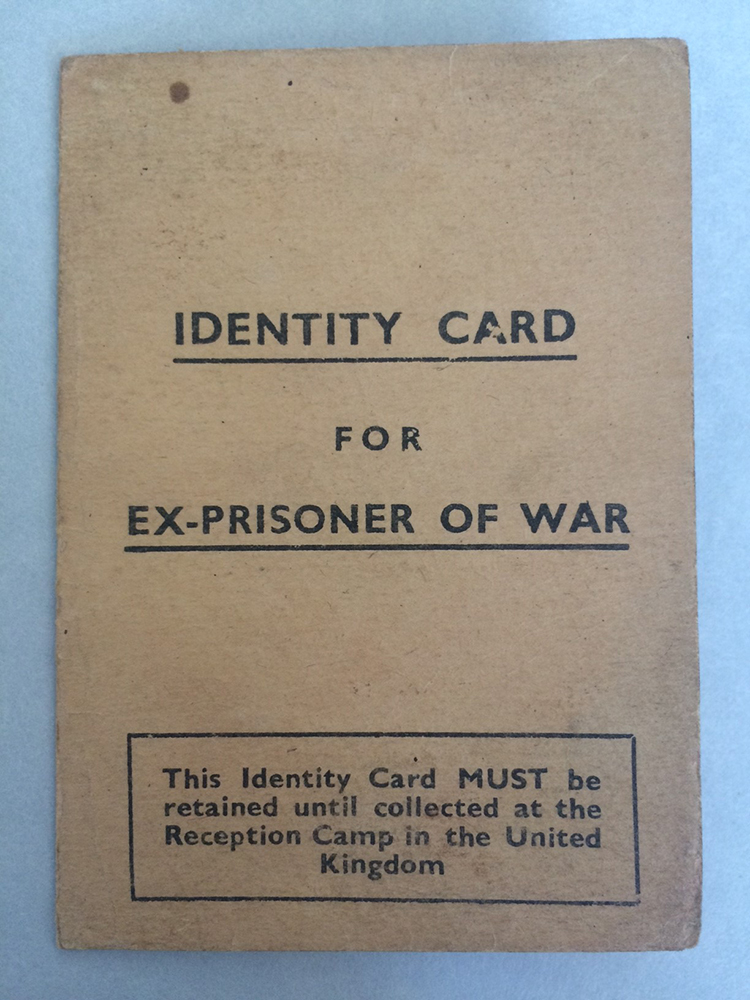 IDENTITY CARD
FOR
EX-PRISONER OF WAR
This Identity Card MUST be
retained until collected at the
Reception Camp in the United
Kingdom